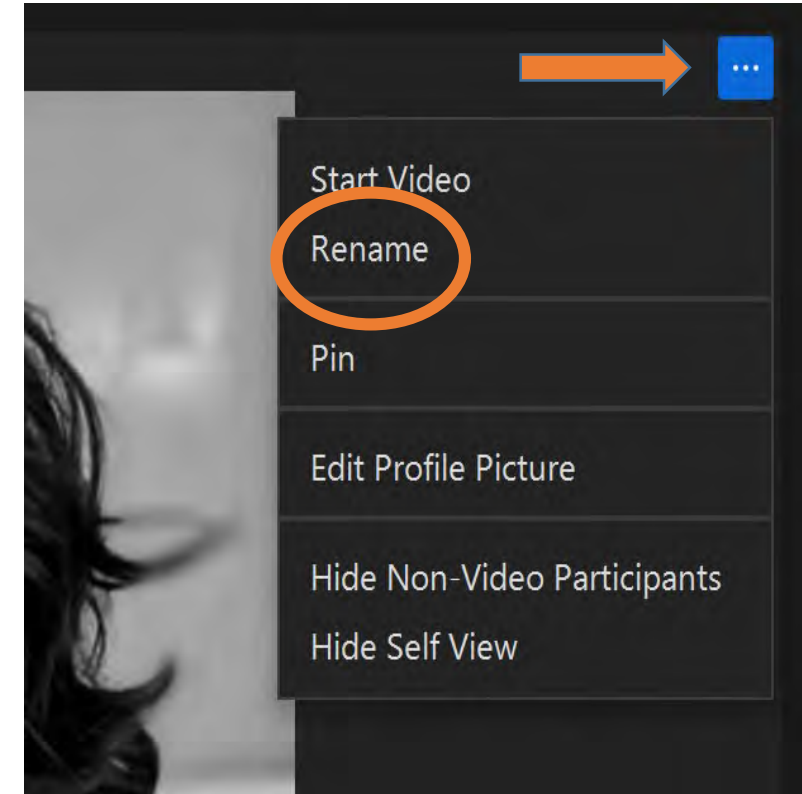 ...
Start Video
Rename
Pin
Edit Profile Picture
Hide Non-Video Participants
Hide Self View